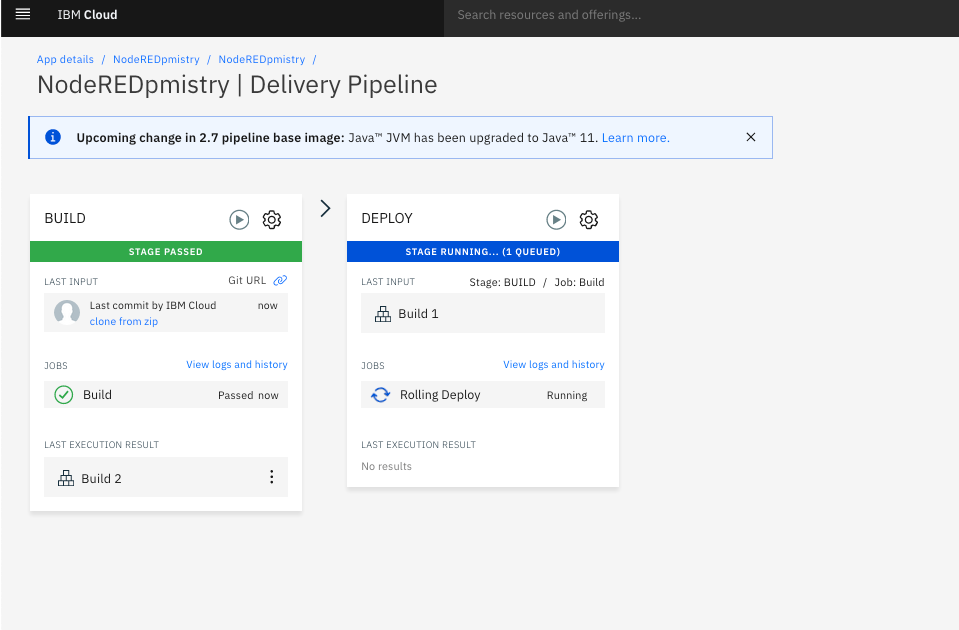 IBM Cloud
Search resources and offerings...
App details / NodeREDpmistry / NodeREDpmistry /
NodeREDpmistry | Delivery Pipeline
Upcoming change in 2.7 pipeline base image: Java™ JVM has been upgraded to Java™ 11. Learn more.
BUILD
STAGE PASSED
LAST INPUT Git URL
Last commit by IBM Cloud now
clone from zip
JOBS View logs and history
Build Passed now
LAST EXECUTION RESULT
Build 2
DEPLOY
STAGE RUNNING... (1 QUEUED)
LAST INPUT Stage: BUILD / Job: Build
Build 1
JOBS View logs and history
Rolling Deploy Running
LAST EXECUTION RESULT
No results